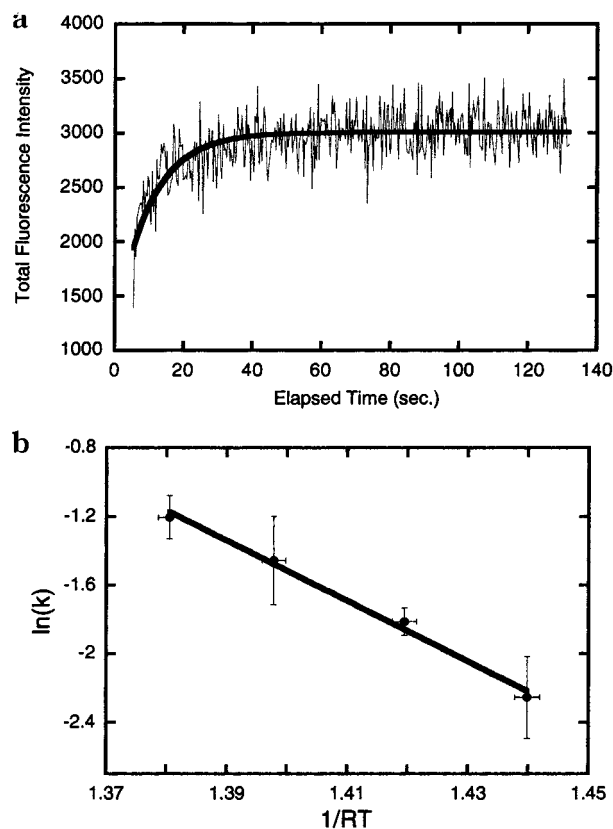 a
4000
3500
3000
2500
2000
1500
1000
Total Fluorescence Intensity
0 20 40 60 80 100 120 140
Elapsed Time (sec.)
b
-0.8
-1.2
-1.6
-2
-2.4
ln(k)
1.37 1.39 1.41 1.43 1.45
1/RT